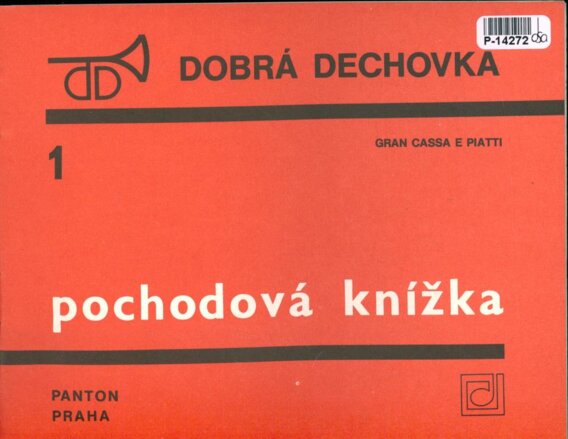 P-14272
DOBRÁ DECHOVKA
1
GRAN CASSA E PIATTI
pochodová knížka
PANTON
PRAHA